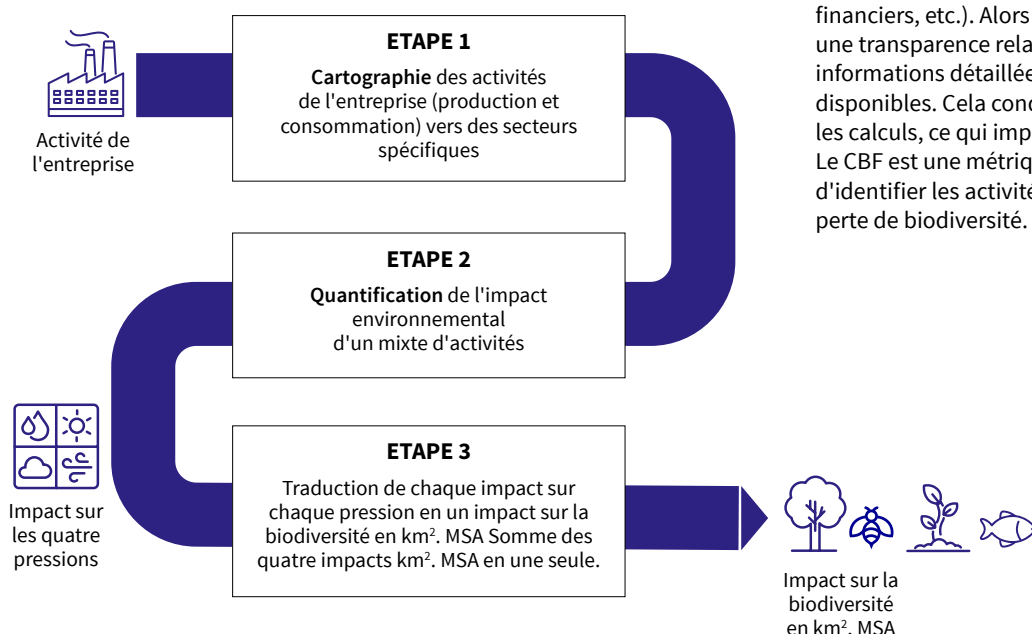 ETAPE 1
Cartographie des activités
de l'entreprise (production et
consommation) vers des secteurs
spécifiques
Activité de
l'entreprise
ETAPE 2
Quantification de l'impact
environnemental
d'un mixte d'activités
ETAPE 3
Traduction de chaque impact sur
chaque pression en un impact sur la
biodiversité en km². MSA Somme des
quatre impacts km². MSA en une seule.
Impact sur
les quatre
pressions
Impact sur la
biodiversité
en km². MSA
financiers, etc.). Alors
une transparence rela
informations détaillée
disponibles. Cela cond
les calculs, ce qui imp
Le CBF est une métriq
d'identifier les activité
perte de biodiversité.